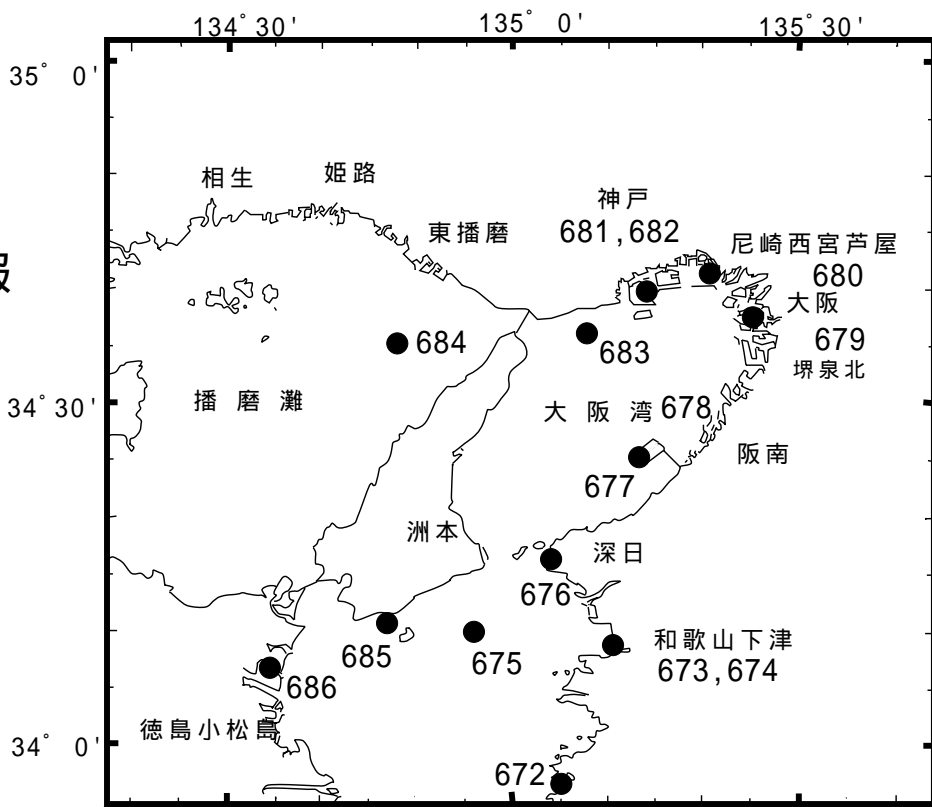 134°30' 135°0' 135°30'
35°0'
相生 姫路
神戸
681,682
東播磨
尼崎西宮芦屋
680
報
大阪
684
679
683
堺泉北
播磨灘
34°30'
大阪湾 678
阪南
677
洲本
深日
676
685
675
和歌山下津
673,674
686
徳島小松島
34°0'
672